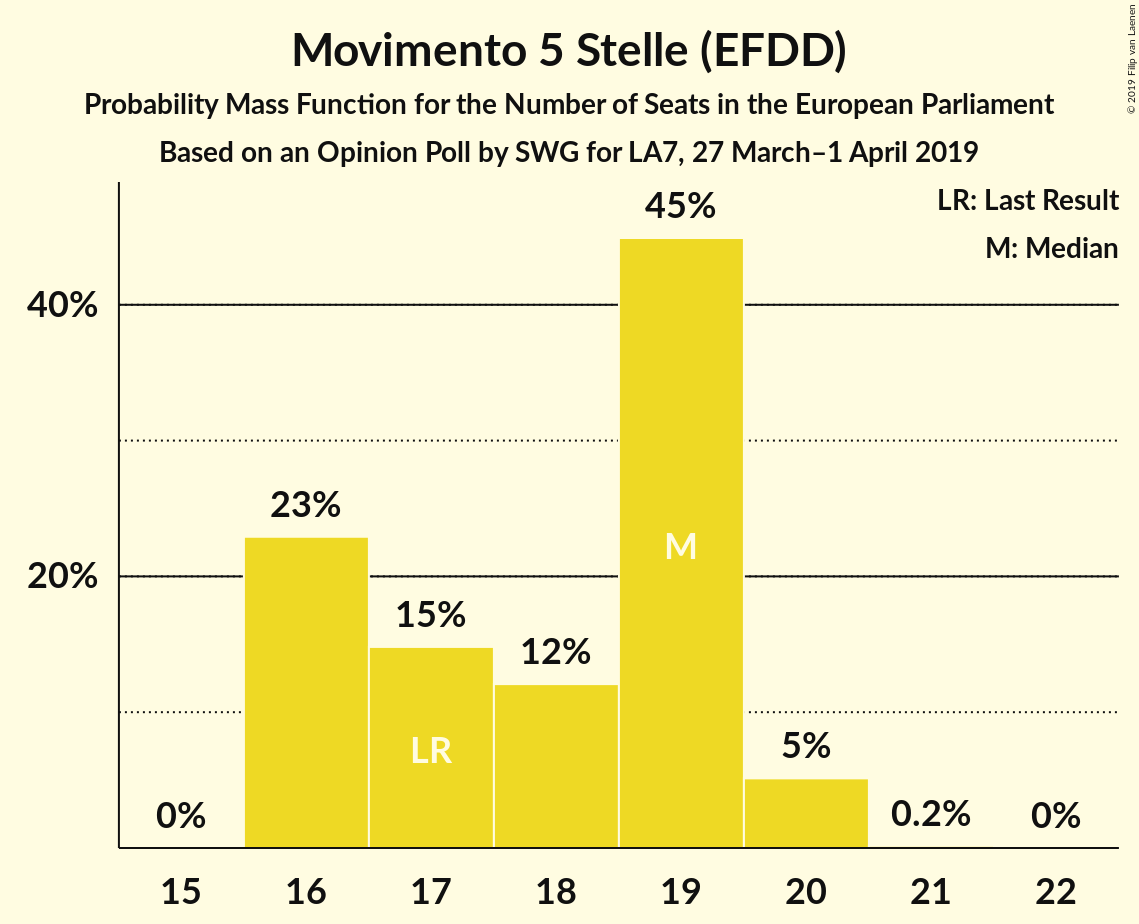 Movimento 5 Stelle (EFDD)
Probability Mass Function for the Number of Seats in the European Parliament
Based on an Opinion Poll by SWG for LA7, 27 March–1 April 2019
© 2019 Filip van Laenen
LR: Last Result
M: Median
45%
40%
23%
M
20%
15%
12%
LR
5%
0%
0.2%
0%
15 16 17 18 19 20 21 22